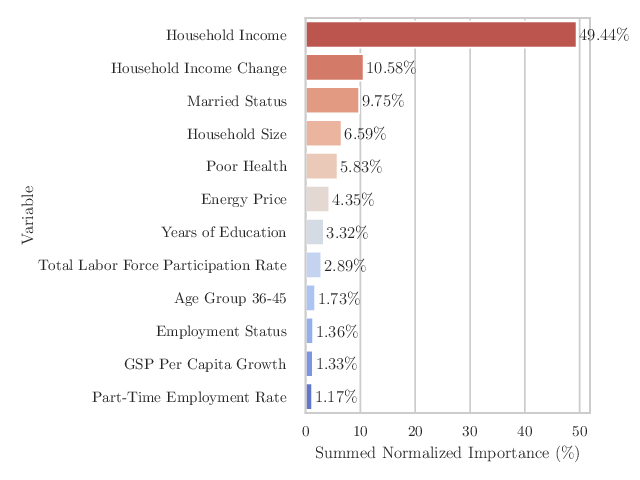 Household Income 49.44%
Household Income Change 10.58%
Married Status 9.75%
Household Size 6.59%
Poor Health 5.83%
Energy Price 4.35%
Years of Education 3.32%
Total Labor Force Participation Rate 2.89%
Age Group 36-45 1.73%
Employment Status 1.36%
GSP Per Capita Growth 1.33%
Part-Time Employment Rate 1.17%
Variable
0 10 20 30 40 50
Summed Normalized Importance (%)